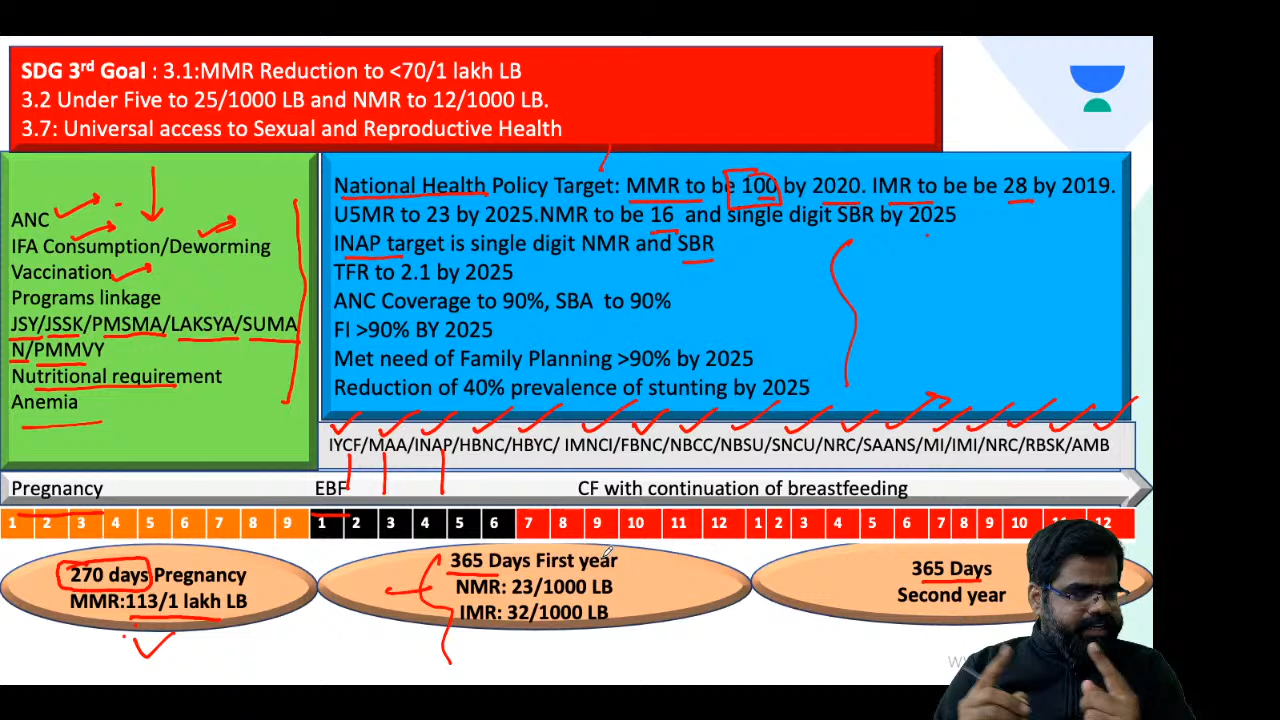 SDG 3rd Goal : 3.1:MMR Reduction to <70/1 lakh LB
3.2 Under Five to 25/1000 LB and NMR to 12/1000 LB.
3.7: Universal access to Sexual and Reproductive Health
ANC
IFA Consumption/Deworming
Vaccination
Programs linkage
JSY/JSSK/PMSMA/LAKSYA/SUMA
N/PMMVY
Nutritional requirement
Anemia
National Health Policy Target: MMR to be 100 by 2020. IMR to be be 28 by 2019.
U5MR to 23 by 2025.NMR to be 16 and single digit SBR by 2025
INAP target is single digit NMR and SBR
TFR to 2.1 by 2025
ANC Coverage to 90%, SBA to 90%
FI >90% BY 2025
Met need of Family Planning >90% by 2025
Reduction of 40% prevalence of stunting by 2025
IYCF/MAA/INAP/HBNC/HBYC/ IMNCI/FBNC/NBCC/NBSU/SNCU/NRC/SAANS/MI/IMI/NRC/RBSK/AMB
Pregnancy EBF CF with continuation of breastfeeding
1 2 3 4 5 6 7 8 9 1 2 3 4 5 6 7 8 9 10 11 12 1 2 3 4 5 6 7 8 9 10 11 12
270 days Pregnancy
MMR:113/1 lakh LB
365 Days First year
NMR: 23/1000 LB
IMR: 32/1000 LB
365 Days
Second year